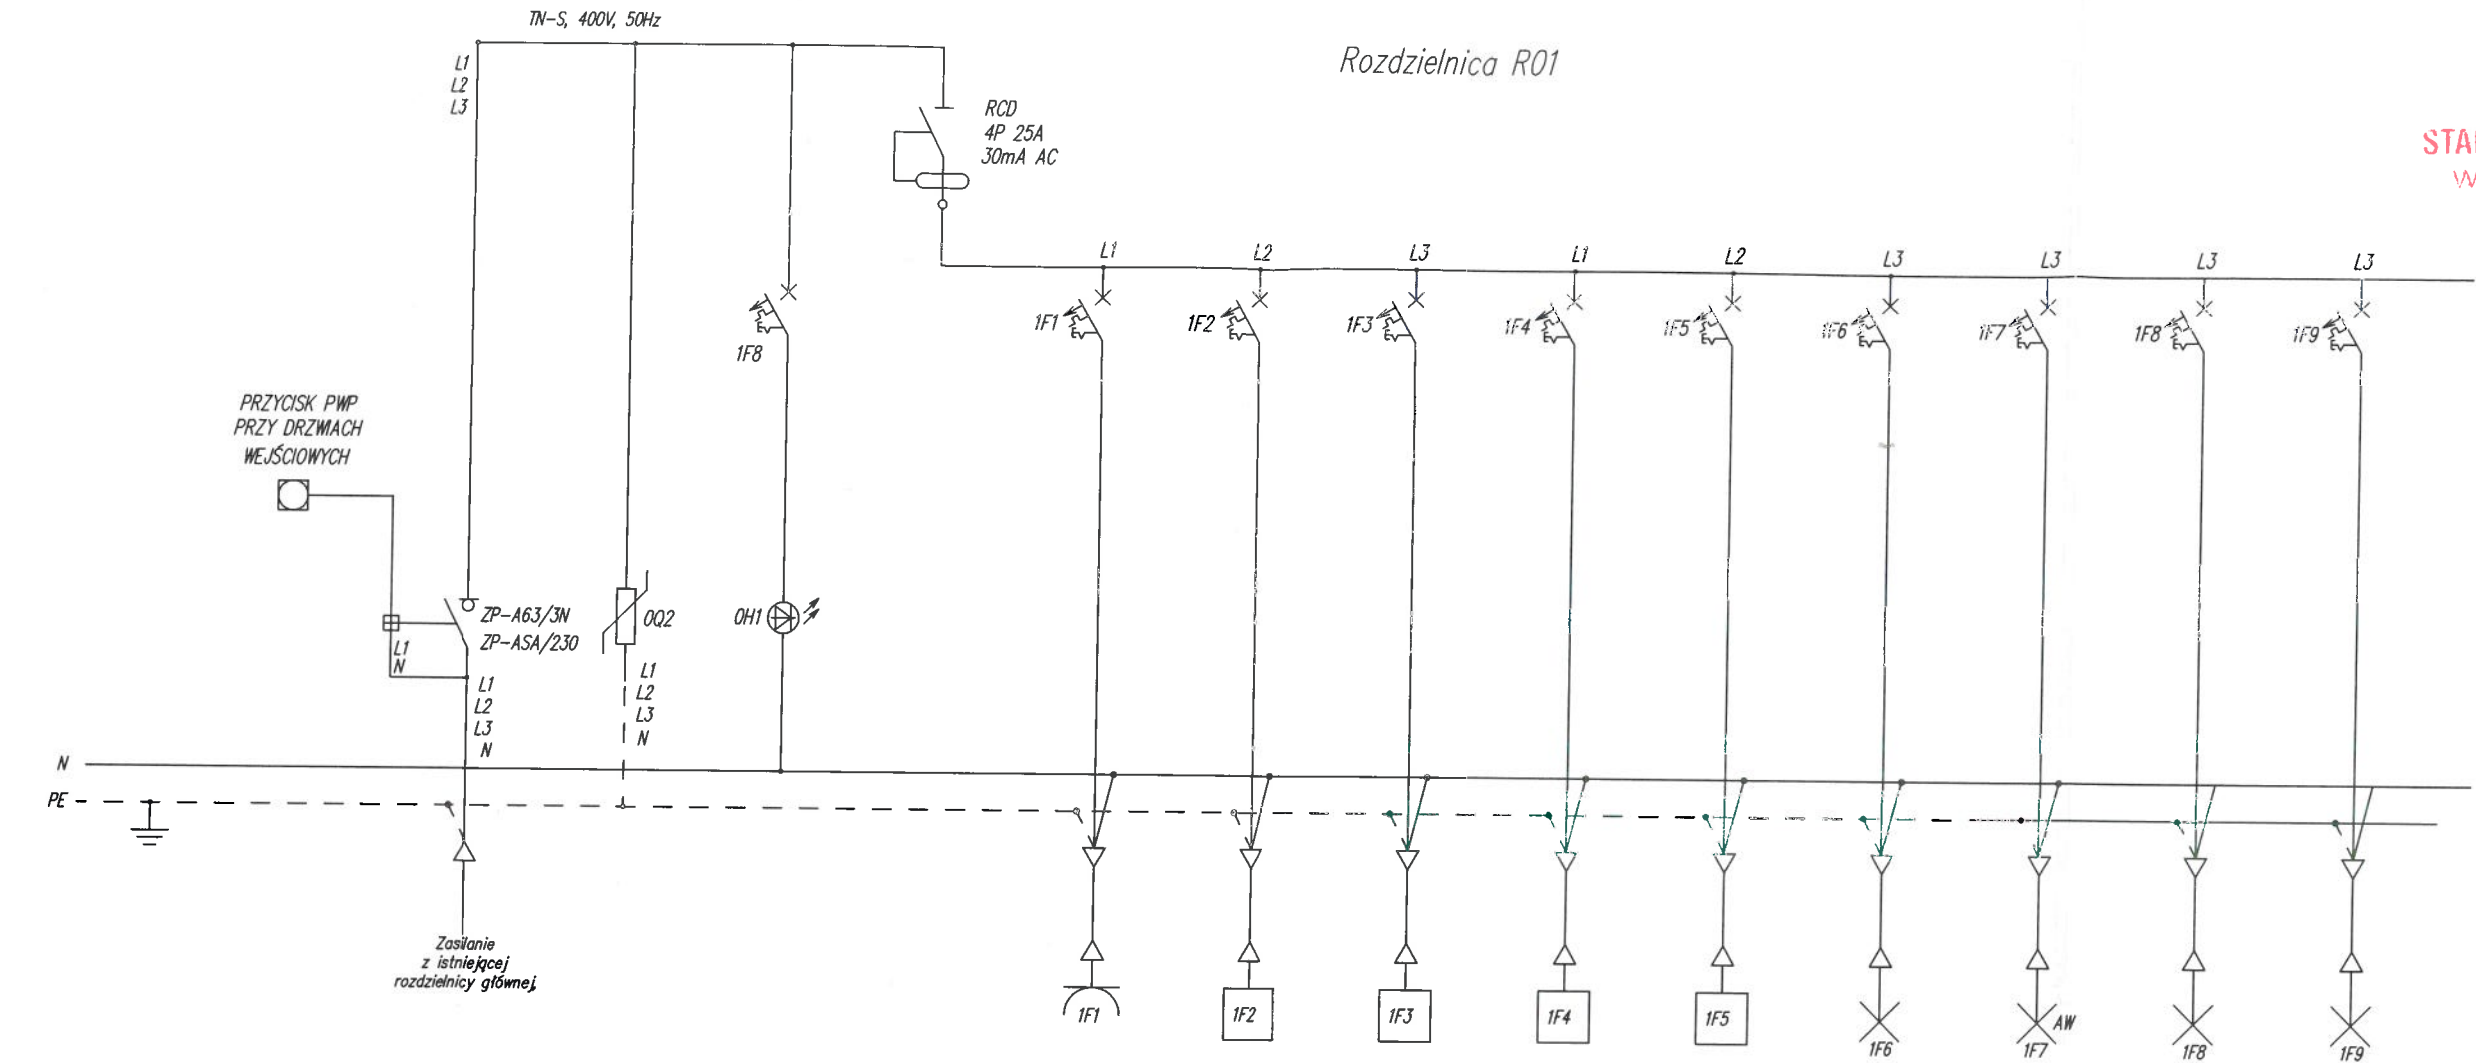 TN-S, 400V, 50Hz
Rozdzielnica R01
L1
L2
L3
RCD
4P 25A
30mA AC
L1
L2
L3
L1
L2
L3
L3
L3
L3
1F8
1F1
1F2
1F3
1F4
1F5
1F6
1F7
1F8
1F9
PRZYCISK PWP
PRZY DRZWIACH
WEJŚCIOWYCH
ZP-A63/3N
ZP-ASA/230
L1
N
0Q2
0H1
L1
L2
L3
N
L1
L2
L3
N
N
PE
Zasilanie
z istniejącej
rozdzielnicy głównej,
1F1
1F2
1F3
1F4
1F5
1F6
1F7
AW
1F8
1F9